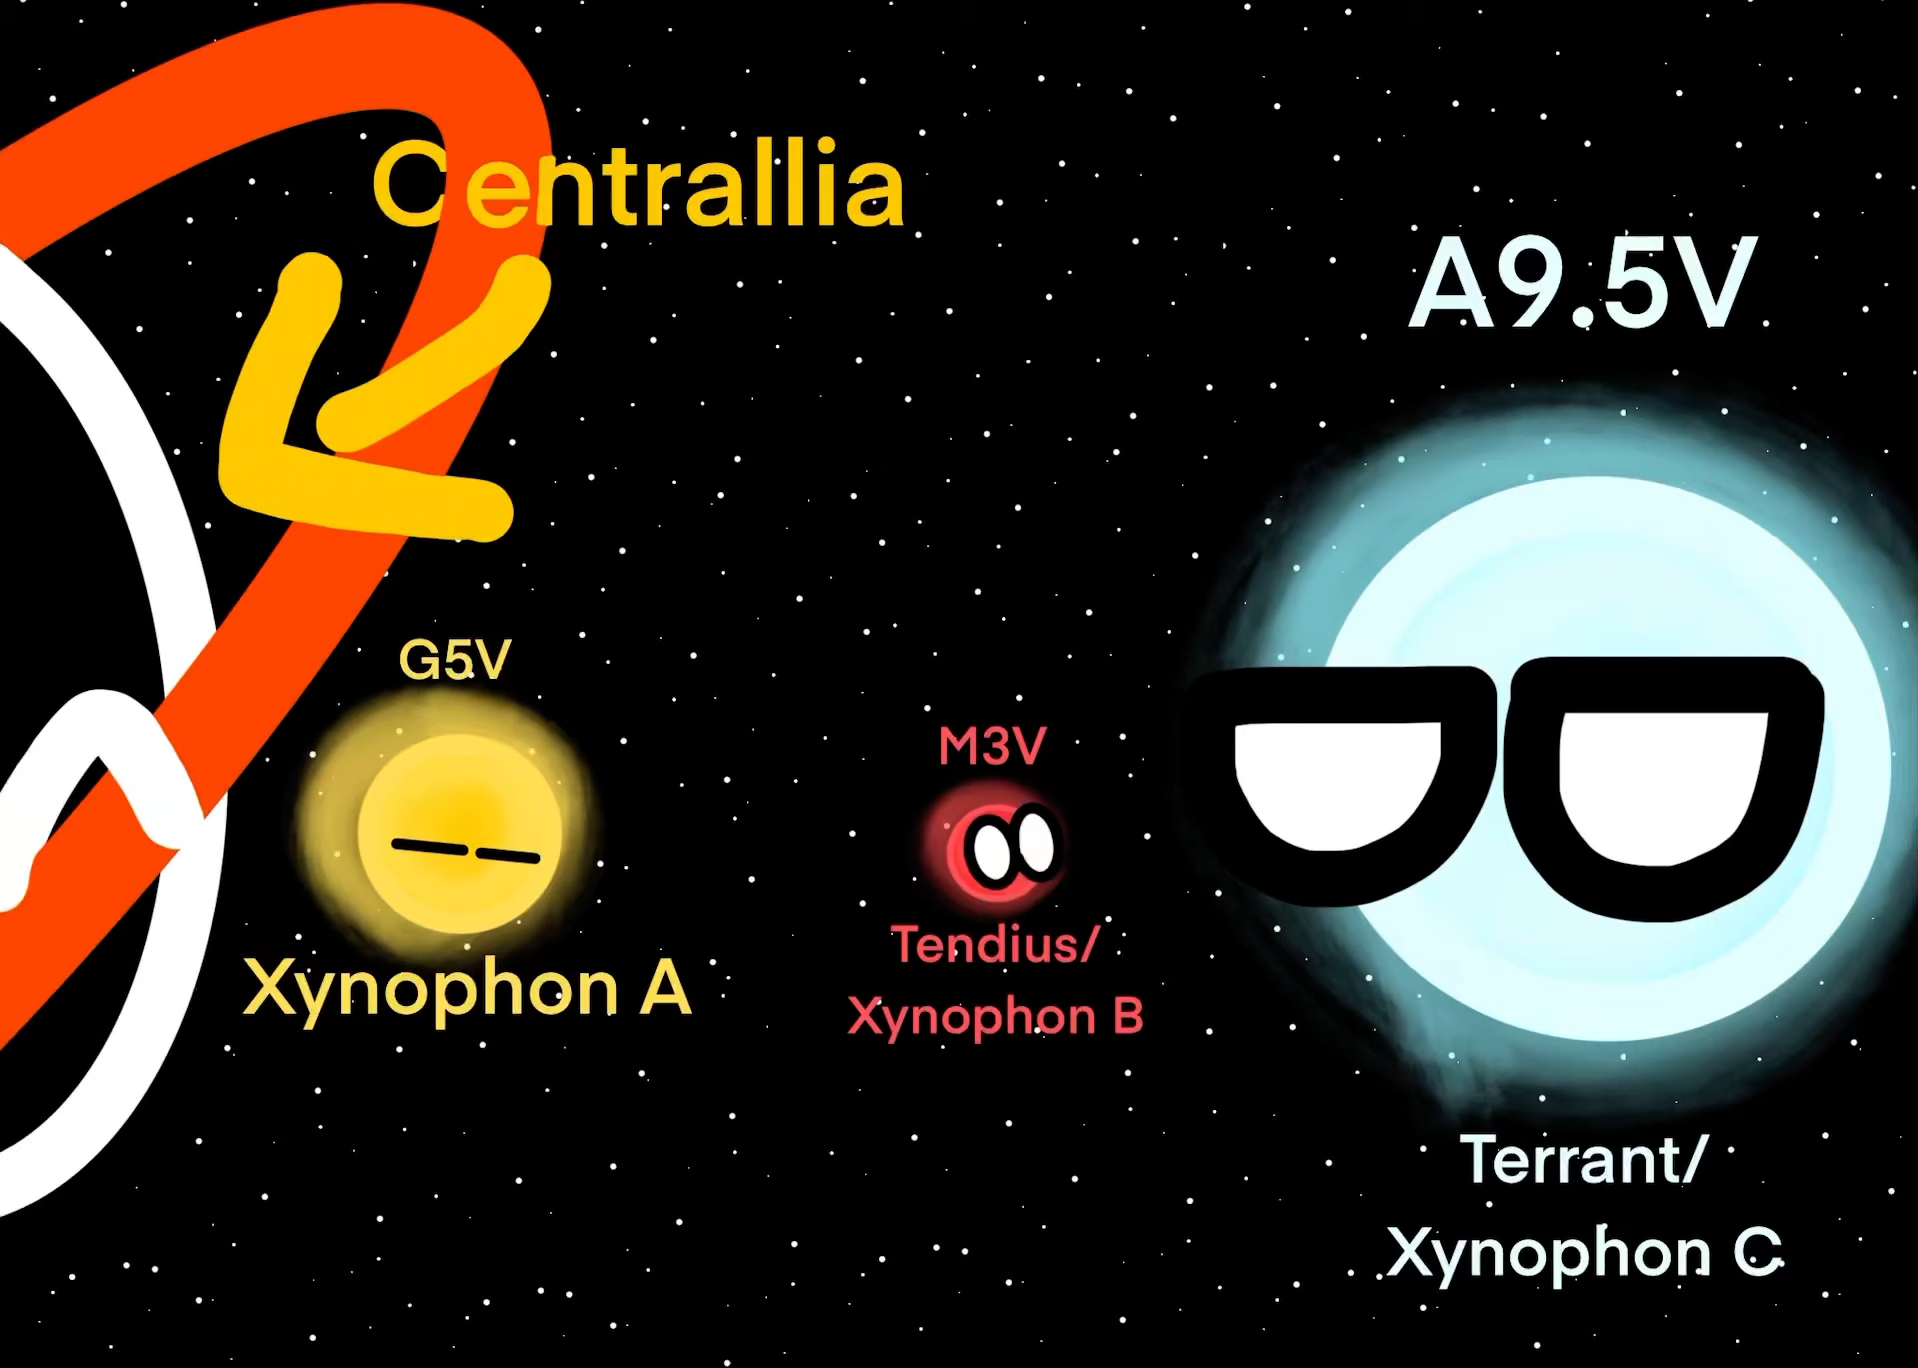 Centrallia
A9.5V
G5V
M3V
Xynophon A
Tendius/
Xynophon B
Terrant/
Xynophon C